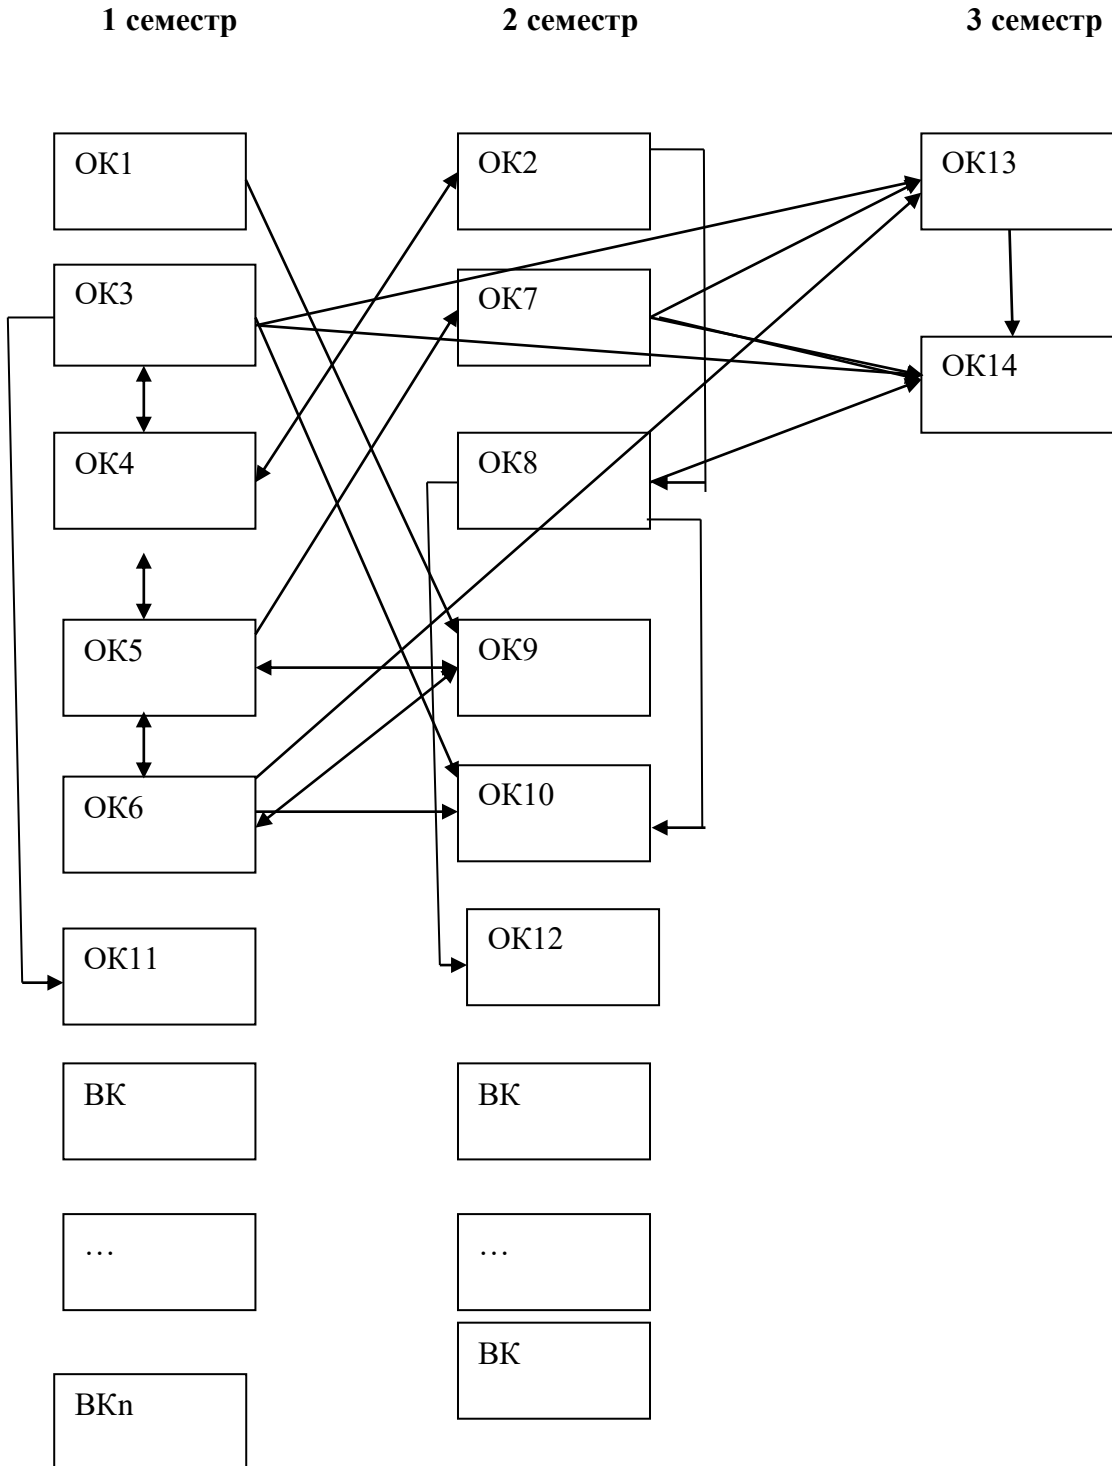 1 семестр
2 семестр
3 семестр
ОК1
ОК2
ОК13
ОК3
ОК7
ОК14
ОК4
ОК8
ОК5
ОК9
ОК6
ОК10
ОК11
ОК12
ВК
ВК
…
…
ВК
ВКn